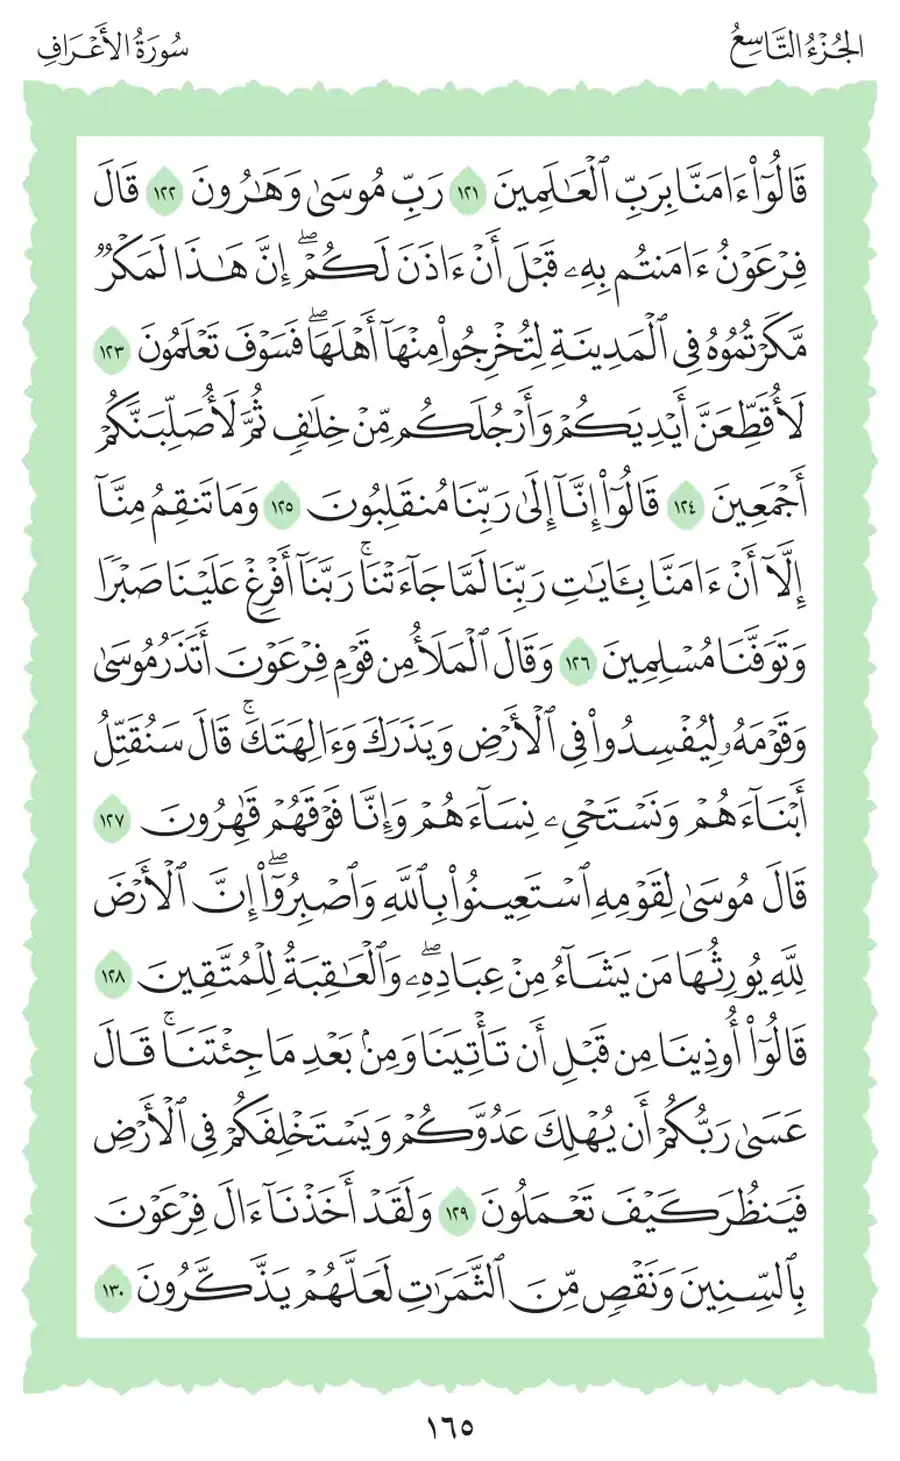 الجُزْءُ التَّاسِعُ
سُورَةُ الأَعْرَافِ
قَالُوٓا۟ ءَامَنَّا بِرَبِّ ٱلْعَـٰلَمِينَ ١٢١ رَبِّ مُوسَىٰ وَهَـٰرُونَ ١٢٢ قَالَ
فِرْعَوْنُ ءَامَنتُم بِهِۦ قَبْلَ أَنْ ءَاذَنَ لَكُمْ ۖ إِنَّ هَـٰذَا لَمَكْرٌ
مَّكَرْتُمُوهُ فِى ٱلْمَدِينَةِ لِتُخْرِجُوا۟ مِنْهَآ أَهْلَهَا ۖ فَسَوْفَ تَعْلَمُونَ ١٢٣
لَأُقَطِّعَنَّ أَيْدِيَكُمْ وَأَرْجُلَكُم مِّنْ خِلَـٰفٍ ثُمَّ لَأُصَلِّبَنَّكُمْ
أَجْمَعِينَ ١٢٤ قَالُوٓا۟ إِنَّآ إِلَىٰ رَبِّنَا مُنقَلِبُونَ ١٢٥ وَمَا تَنقِمُ مِنَّآ
إِلَّآ أَنْ ءَامَنَّا بِـَٔايَـٰتِ رَبِّنَا لَمَّا جَآءَتْنَا ۚ رَبَّنَآ أَفْرِغْ عَلَيْنَا صَبْرًا
وَتَوَفَّنَا مُسْلِمِينَ ١٢٦ وَقَالَ ٱلْمَلَأُ مِن قَوْمِ فِرْعَوْنَ أَتَذَرُ مُوسَىٰ
وَقَوْمَهُۥ لِيُفْسِدُوا۟ فِى ٱلْأَرْضِ وَيَذَرَكَ وَءَالِهَتَكَ ۚ قَالَ سَنُقَتِّلُ
أَبْنَآءَهُمْ وَنَسْتَحْىِۦ نِسَآءَهُمْ وَإِنَّا فَوْقَهُمْ قَـٰهِرُونَ ١٢٧
قَالَ مُوسَىٰ لِقَوْمِهِ ٱسْتَعِينُوا۟ بِٱللَّهِ وَٱصْبِرُوٓا۟ ۖ إِنَّ ٱلْأَرْضَ
لِلَّهِ يُورِثُهَا مَن يَشَآءُ مِنْ عِبَادِهِۦ ۖ وَٱلْعَـٰقِبَةُ لِلْمُتَّقِينَ ١٢٨
قَالُوٓا۟ أُوذِينَا مِن قَبْلِ أَن تَأْتِيَنَا وَمِنۢ بَعْدِ مَا جِئْتَنَا ۚ قَالَ
عَسَىٰ رَبُّكُمْ أَن يُهْلِكَ عَدُوَّكُمْ وَيَسْتَخْلِفَكُمْ فِى ٱلْأَرْضِ
فَيَنظُرَ كَيْفَ تَعْمَلُونَ ١٢٩ وَلَقَدْ أَخَذْنَآ ءَالَ فِرْعَوْنَ
بِٱلسِّنِينَ وَنَقْصٍ مِّنَ ٱلثَّمَرَٰتِ لَعَلَّهُمْ يَذَّكَّرُونَ ١٣٠
١٦٥